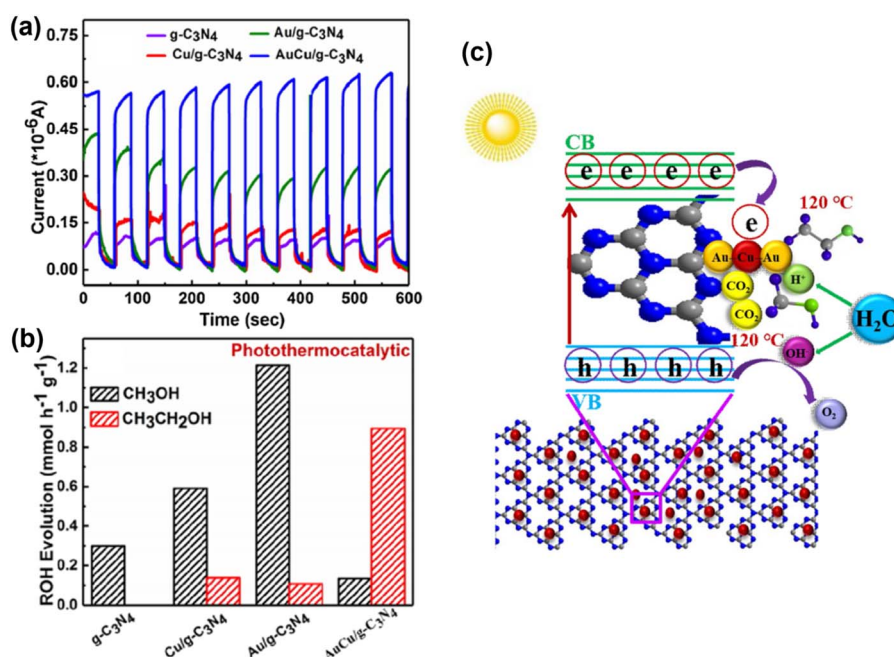 (a)
g-C₃N₄
Au/g-C₃N₄
Cu/g-C₃N₄
AuCu/g-C₃N₄
Current (*10⁻⁶A)
0.60
0.45
0.30
0.15
0.00
0 100 200 300 400 500 600
Time (sec)
(b)
Photothermocatalytic
CH₃OH
CH₃CH₂OH
ROH Evolution (mmol h⁻¹ g⁻¹)
1.2
1.0
0.8
0.6
0.4
0.2
0.0
g-C₃N₄
Cu/g-C₃N₄
Au/g-C₃N₄
AuCu/g-C₃N₄
(c)
CB
e e e e
e
120 °C
Au Cu Au
CO₂
H⁺
CO₂
H₂O
120 °C
OH
h h h h
VB
O₂